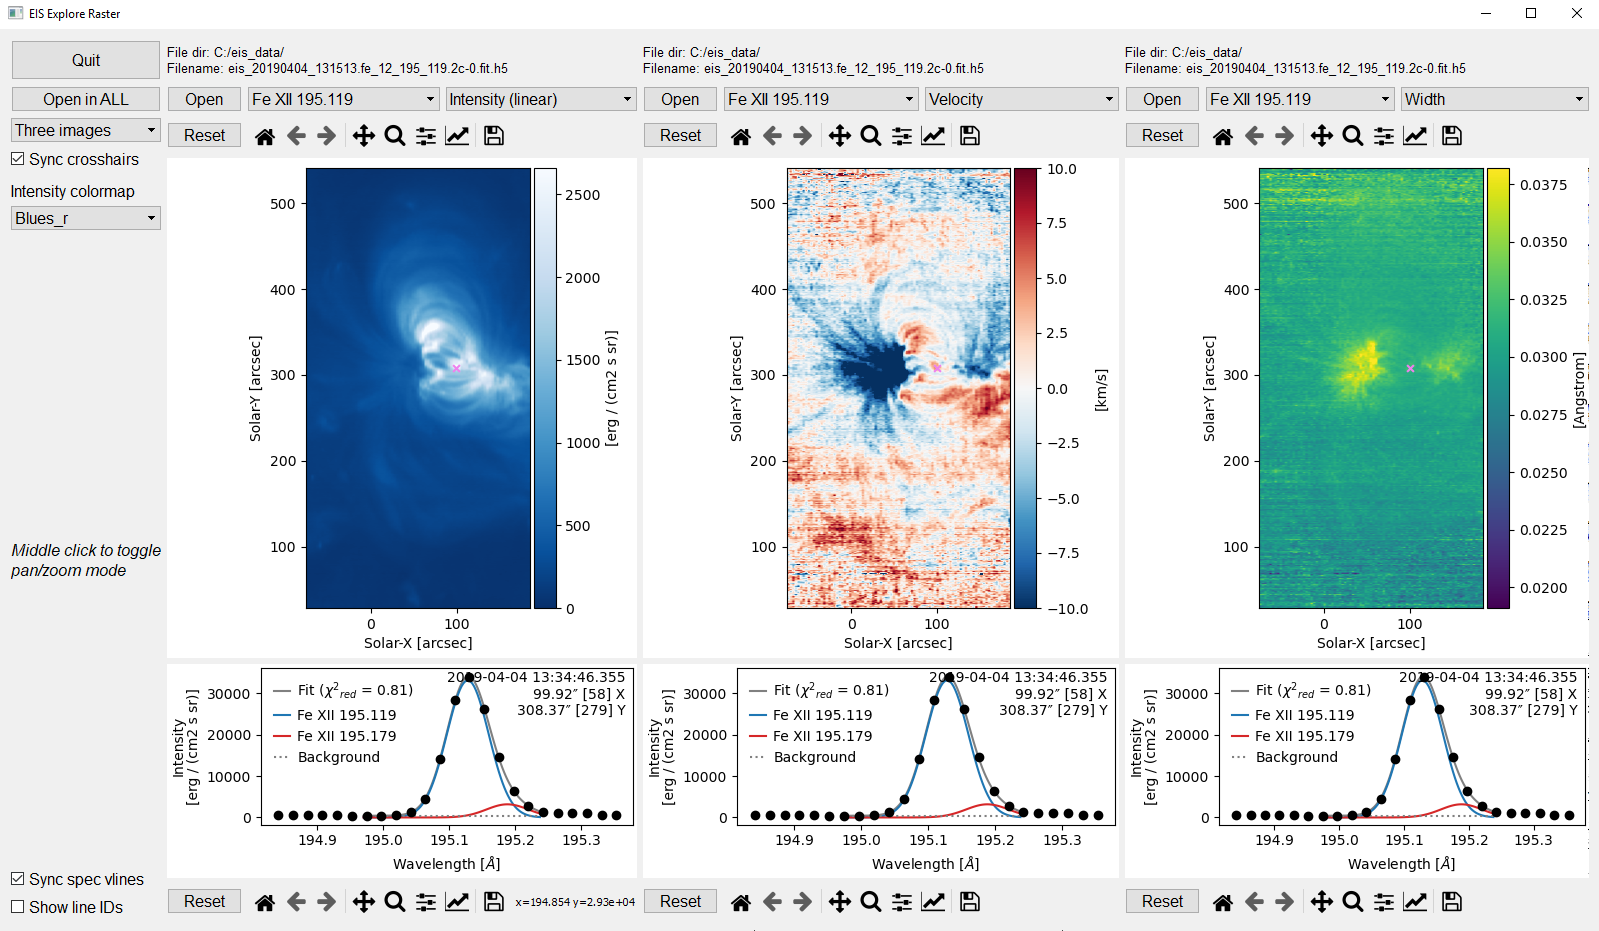 EIS Explore Raster
Quit
Open in ALL
Three images
Sync crosshairs
Intensity colormap
Blues_r
Middle click to toggle
pan/zoom mode
Sync spec vlines
Show line IDs
File dir: C:/eis_data/
Filename: eis_20190404_131513.fe_12_195_119.2c-0.fit.h5
Open
Fe XII 195.119
Intensity (linear)
Reset
500
400
300
200
100
Solar-Y [arcsec]
0
100
Solar-X [arcsec]
2500
2000
1500
1000
500
0
[erg / (cm2 s sr)]
2019-04-04 13:34:46.355
99.92″ [58] X
308.37″ [279] Y
Fit (χ²red = 0.81)
Fe XII 195.119
Fe XII 195.179
Background
30000
20000
10000
0
Intensity
[erg / (cm2 s sr)]
194.9
195.0
195.1
195.2
195.3
Wavelength [Å]
Reset
x=194.854 y=2.93e+04
File dir: C:/eis_data/
Filename: eis_20190404_131513.fe_12_195_119.2c-0.fit.h5
Open
Fe XII 195.119
Velocity
Reset
500
400
300
200
100
Solar-Y [arcsec]
0
100
Solar-X [arcsec]
10.0
7.5
5.0
2.5
0.0
−2.5
−5.0
−7.5
−10.0
[km/s]
2019-04-04 13:34:46.355
99.92″ [58] X
308.37″ [279] Y
Fit (χ²red = 0.81)
Fe XII 195.119
Fe XII 195.179
Background
30000
20000
10000
0
Intensity
[erg / (cm2 s sr)]
194.9
195.0
195.1
195.2
195.3
Wavelength [Å]
Reset
File dir: C:/eis_data/
Filename: eis_20190404_131513.fe_12_195_119.2c-0.fit.h5
Open
Fe XII 195.119
Width
Reset
500
400
300
200
100
Solar-Y [arcsec]
0
100
Solar-X [arcsec]
0.0375
0.0350
0.0325
0.0300
0.0275
0.0250
0.0225
0.0200
[Angstrom]
2019-04-04 13:34:46.355
99.92″ [58] X
308.37″ [279] Y
Fit (χ²red = 0.81)
Fe XII 195.119
Fe XII 195.179
Background
30000
20000
10000
0
Intensity
[erg / (cm2 s sr)]
194.9
195.0
195.1
195.2
195.3
Wavelength [Å]
Reset